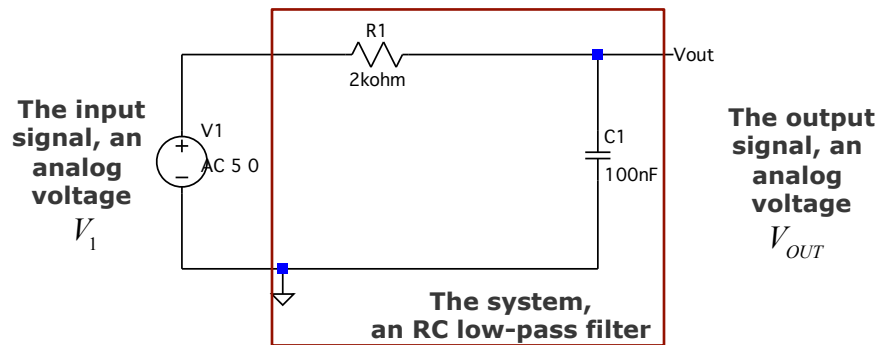 R1
2kohm
Vout
The input
signal, an
analog
voltage
V1
V1
+
AC 5 0
−
C1
100nF
The output
signal, an
analog
voltage
VOUT
The system,
an RC low-pass filter